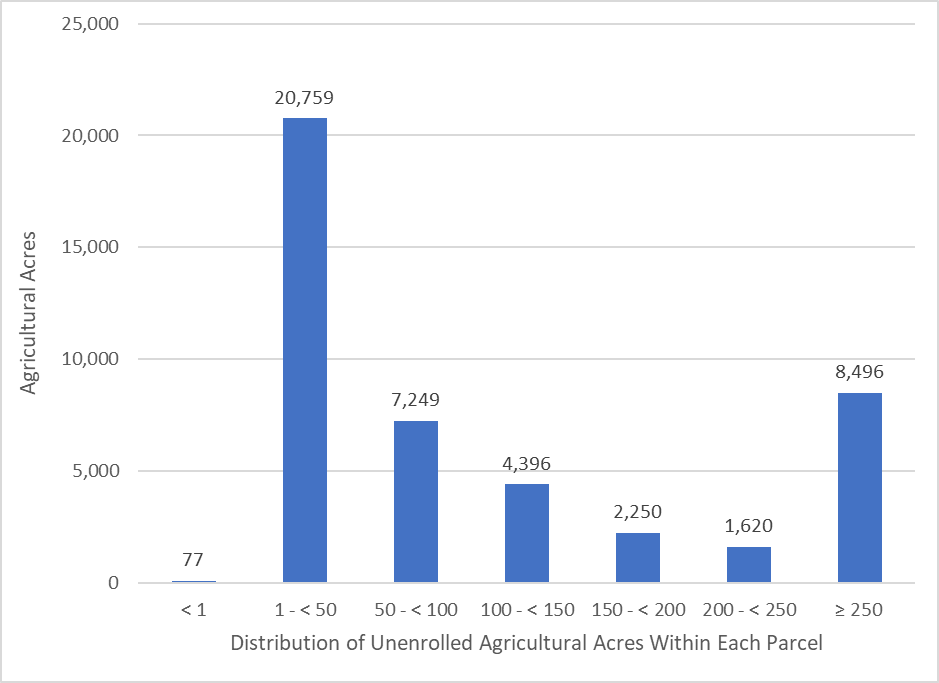 25,000
20,000
15,000
10,000
5,000
0
Agricultural Acres
77
20,759
7,249
4,396
2,250
1,620
8,496
< 1
1 - < 50
50 - < 100
100 - < 150
150 - < 200
200 - < 250
≥ 250
Distribution of Unenrolled Agricultural Acres Within Each Parcel